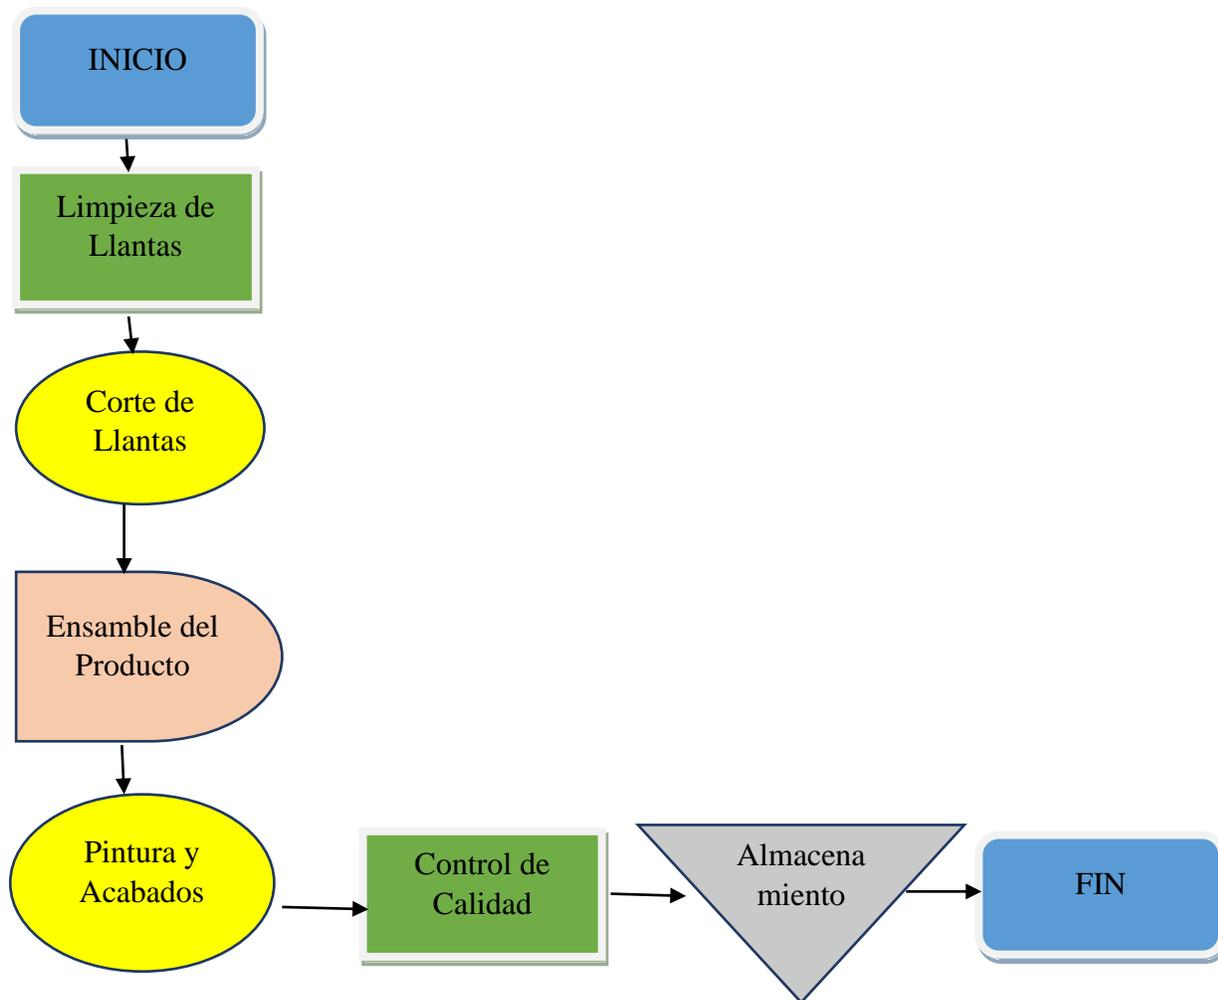 INICIO
Limpieza de
Llantas
Corte de
Llantas
Ensamble del
Producto
Pintura y
Acabados
Control de
Calidad
Almacena
miento
FIN